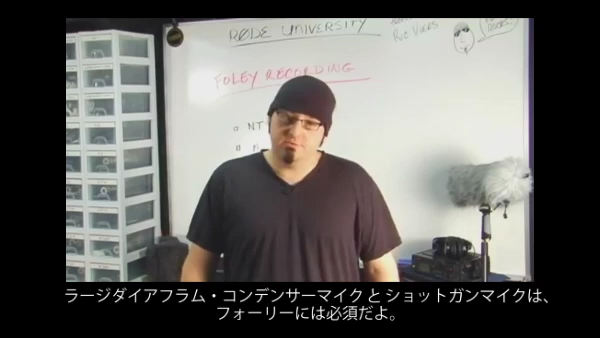 RØDE UNIVERSITY
FOLEY RECORDING
NT
ラージダイアフラム・コンデンサーマイクとショットガンマイクは、
フォーリーには必須だよ。